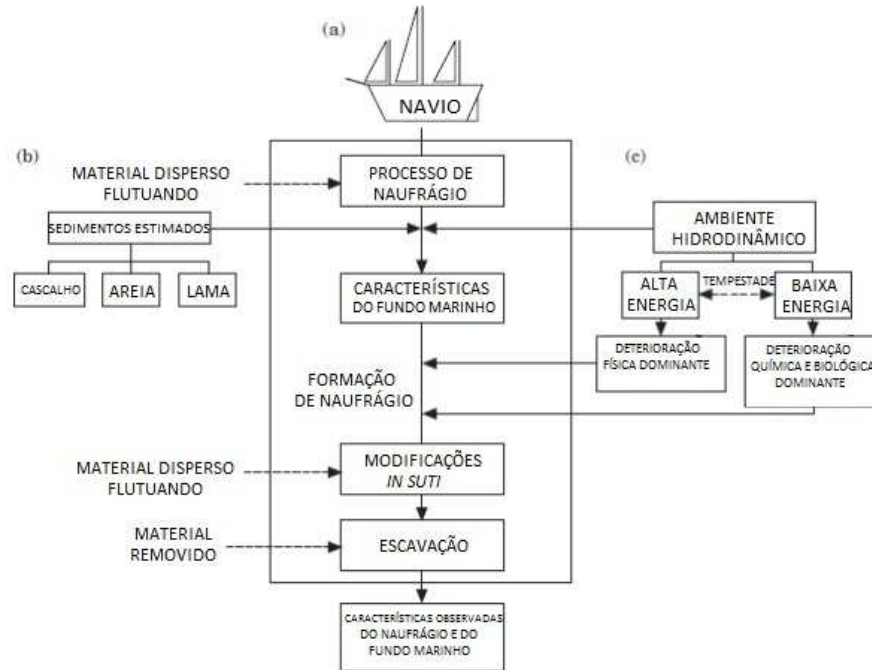 (a)
NAVIO
(b)
MATERIAL DISPERSO
FLUTUANDO
PROCESSO DE
NAUFRÁGIO
(c)
SEDIMENTOS ESTIMADOS
CASCALHO
AREIA
LAMA
AMBIENTE
HIDRODINÂMICO
CARACTERÍSTICAS
DO FUNDO MARINHO
ALTA
ENERGIA
TEMPESTADE
BAIXA
ENERGIA
DETERIORAÇÃO
FÍSICA DOMINANTE
DETERIORAÇÃO
QUÍMICA E BIOLÓGICA
DOMINANTE
FORMAÇÃO
DE NAUFRÁGIO
MATERIAL DISPERSO
FLUTUANDO
MODIFICAÇÕES
IN SUTI
MATERIAL
REMOVIDO
ESCAVAÇÃO
CARACTERÍSTICAS OBSERVADAS
DO NAUFRÁGIO E DO
FUNDO MARINHO